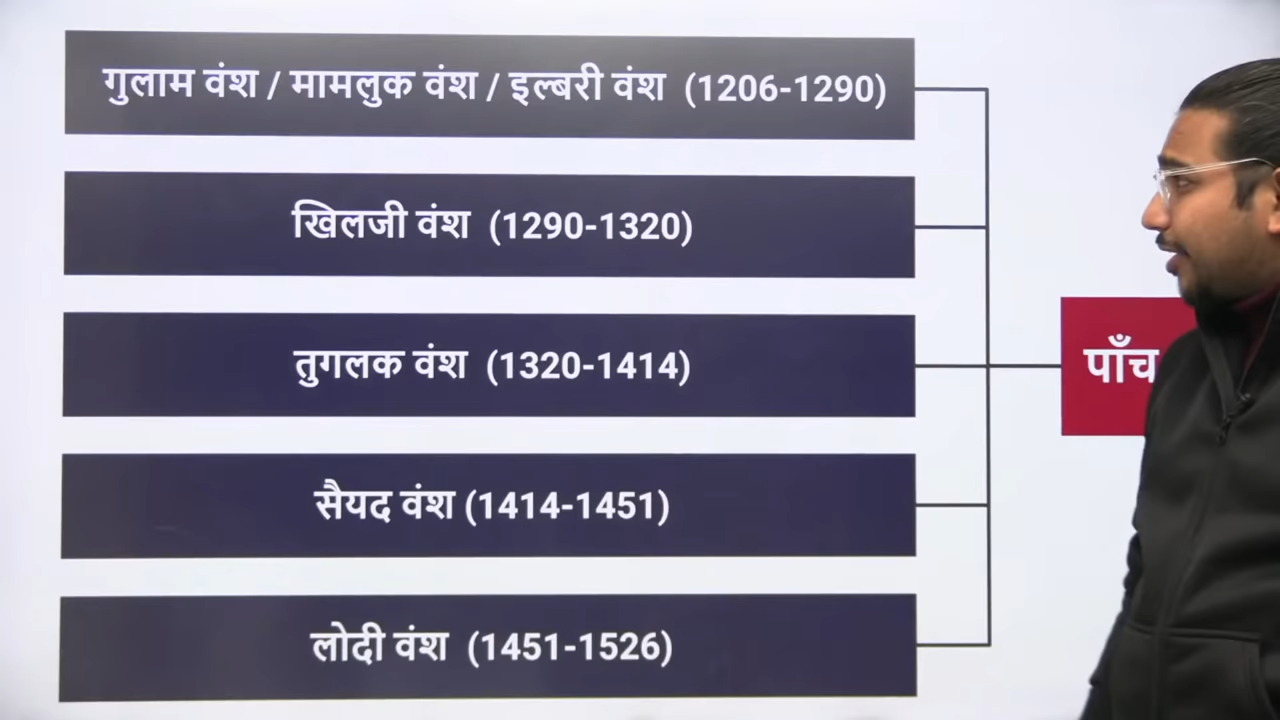 गुलाम वंश / मामलुक वंश / इल्बरी वंश (1206-1290)
खिलजी वंश (1290-1320)
तुगलक वंश (1320-1414)
पाँच
सैयद वंश (1414-1451)
लोदी वंश (1451-1526)